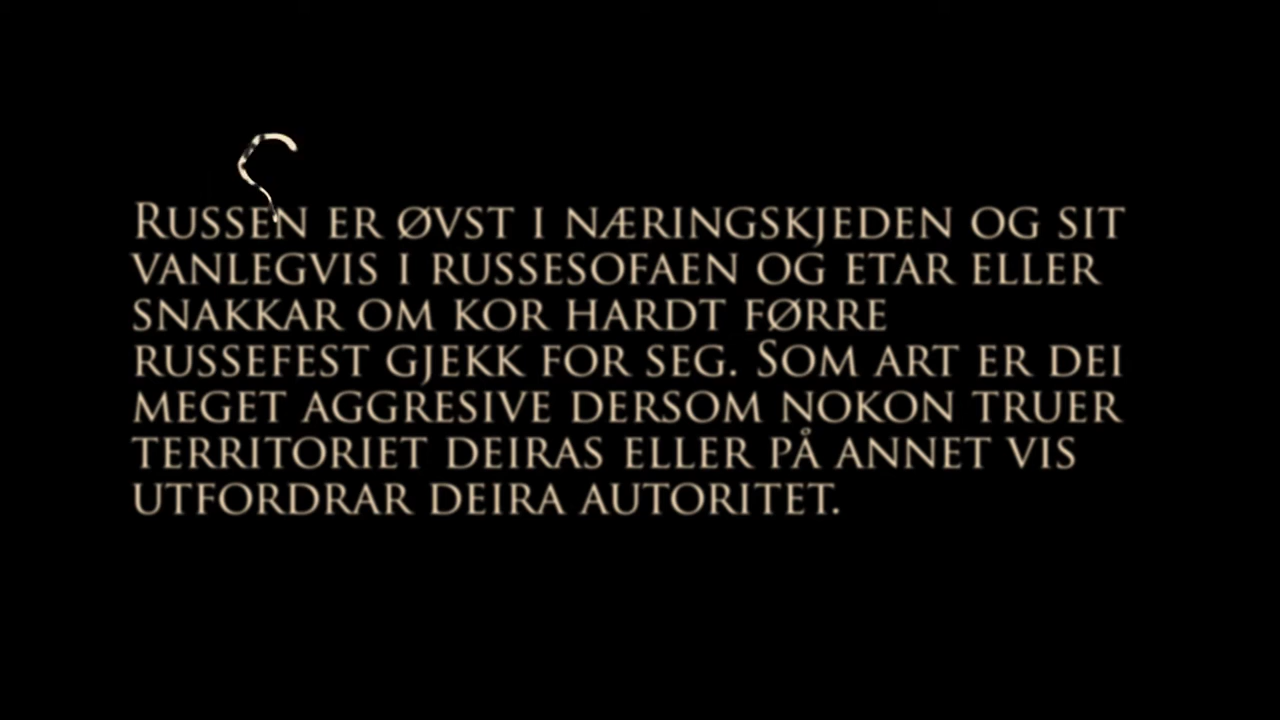 Russen er øvst i næringskjeden og sit
vanlegvis i russesofaen og etar eller
snakkar om kor hardt førre
russefest gjekk for seg. Som art er dei
meget aggresive dersom nokon truer
territoriet deiras eller på annet vis
utfordrar deira autoritet.